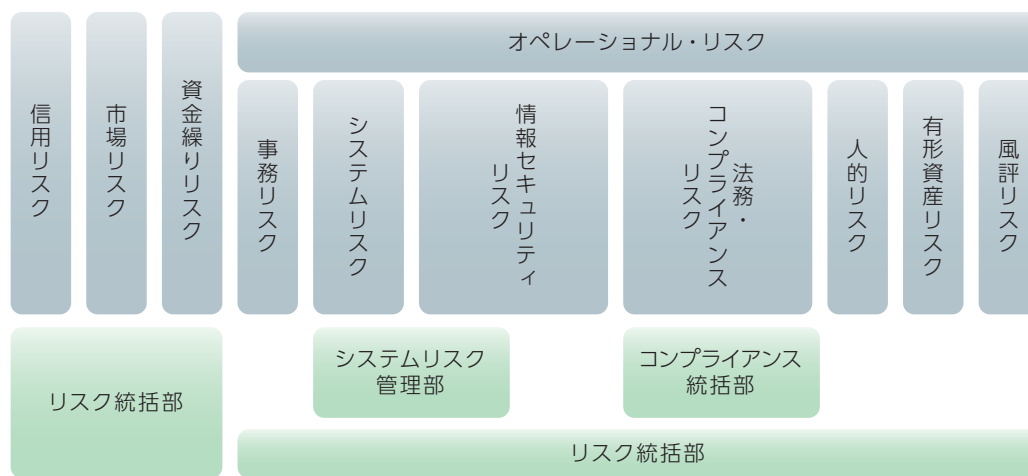 オペレーショナル・リスク
信用リスク
市場リスク
資金繰りリスク
事務リスク
システムリスク
情報セキュリティ
リスク
法務・
コンプライアンス
リスク
人的リスク
有形資産リスク
風評リスク
リスク統括部
システムリスク
管理部
コンプライアンス
統括部
リスク統括部